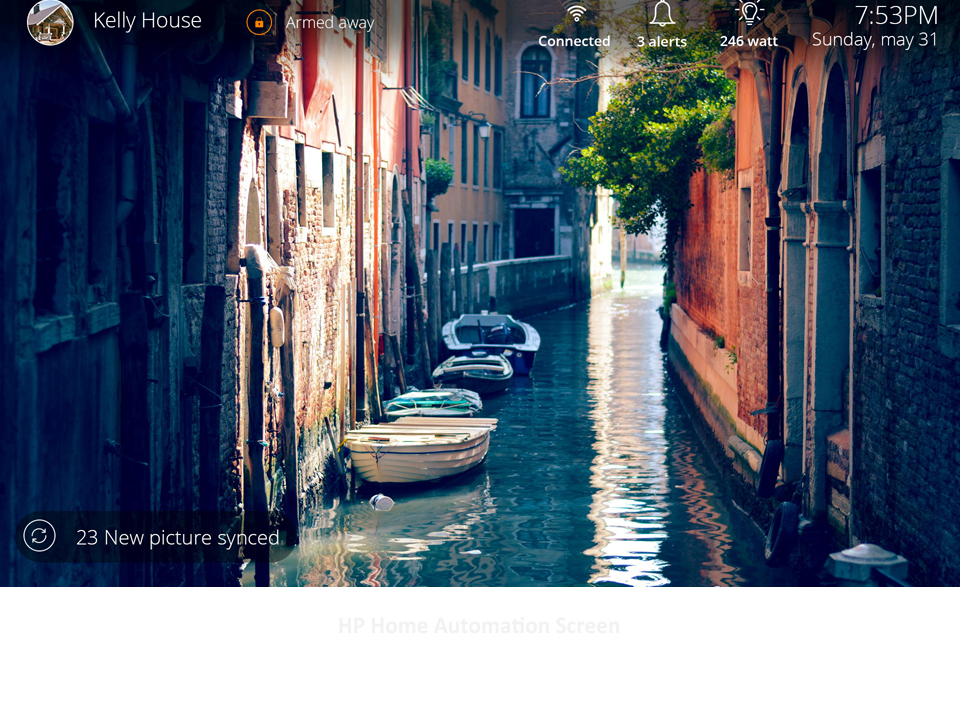 Kelly House
Armed away
Connected
3 alerts
246 watt
7:53PM
Sunday, may 31
23 New picture synced
HP Home Automation Screen